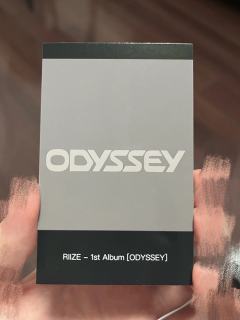 ODYSSEY
RIIZE - 1st Album [ODYSSEY]